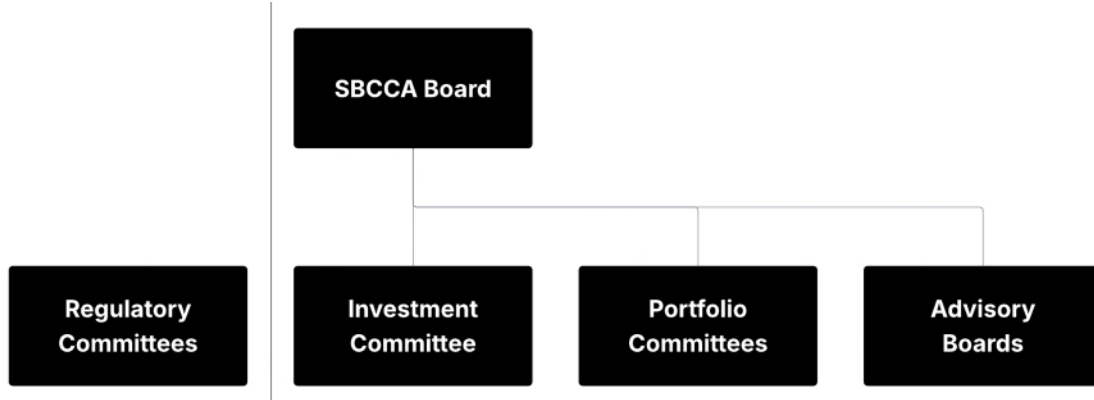 SBCCA Board
Regulatory
Committees
Investment
Committee
Portfolio
Committees
Advisory
Boards